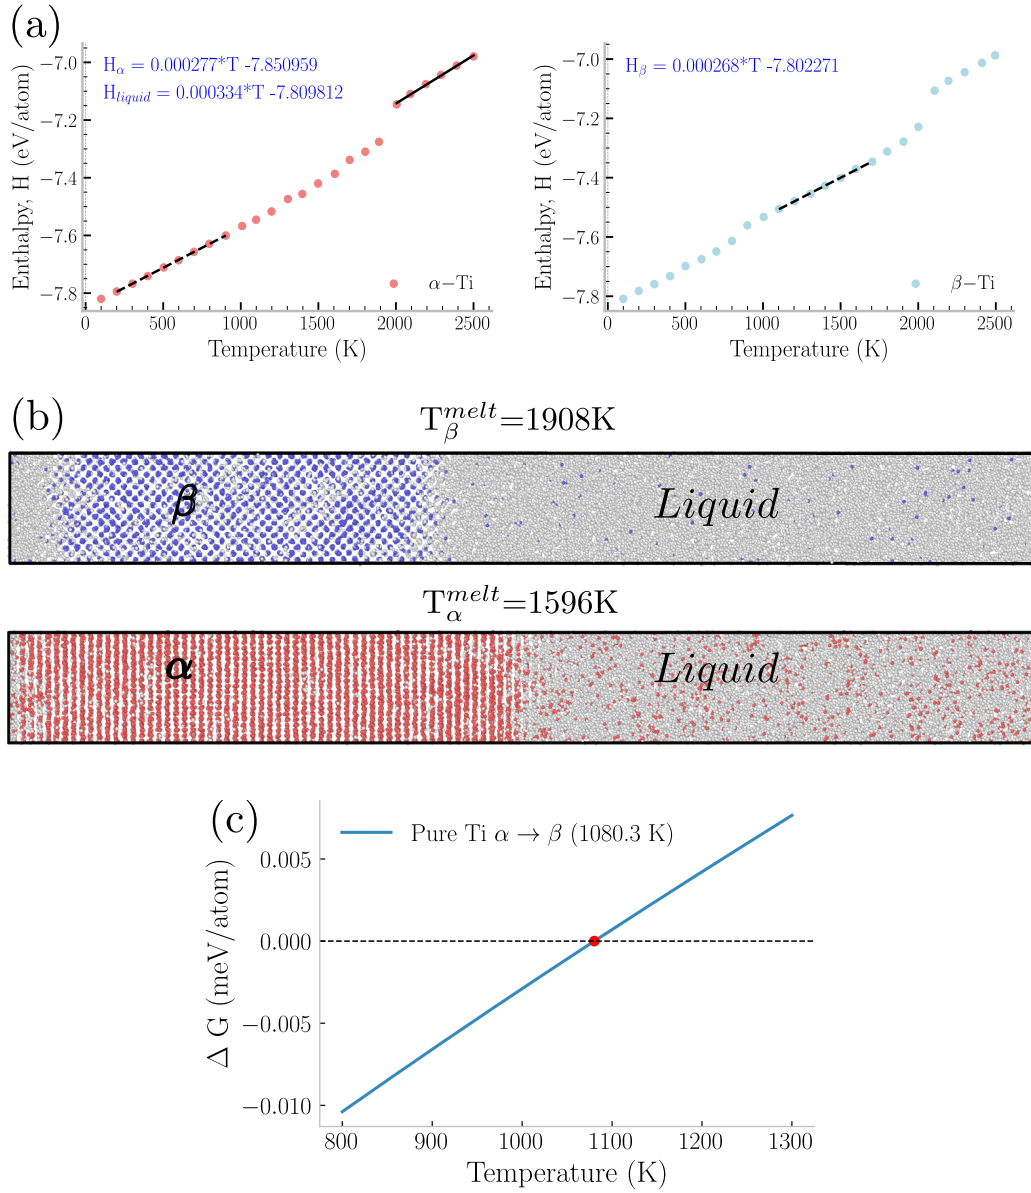 (a)
H_α = 0.000277*T -7.850959
H_liquid = 0.000334*T -7.809812
Enthalpy, H (eV/atom)
−7.0
−7.2
−7.4
−7.6
−7.8
α−Ti
0 500 1000 1500 2000 2500
Temperature (K)
H_β = 0.000268*T -7.802271
Enthalpy, H (eV/atom)
−7.0
−7.2
−7.4
−7.6
−7.8
β−Ti
0 500 1000 1500 2000 2500
Temperature (K)
(b)
T_β^melt=1908K
β Liquid
T_α^melt=1596K
α Liquid
(c)
Pure Ti α → β (1080.3 K)
Δ G (meV/atom)
0.005
0.000
−0.005
−0.010
800 900 1000 1100 1200 1300
Temperature (K)